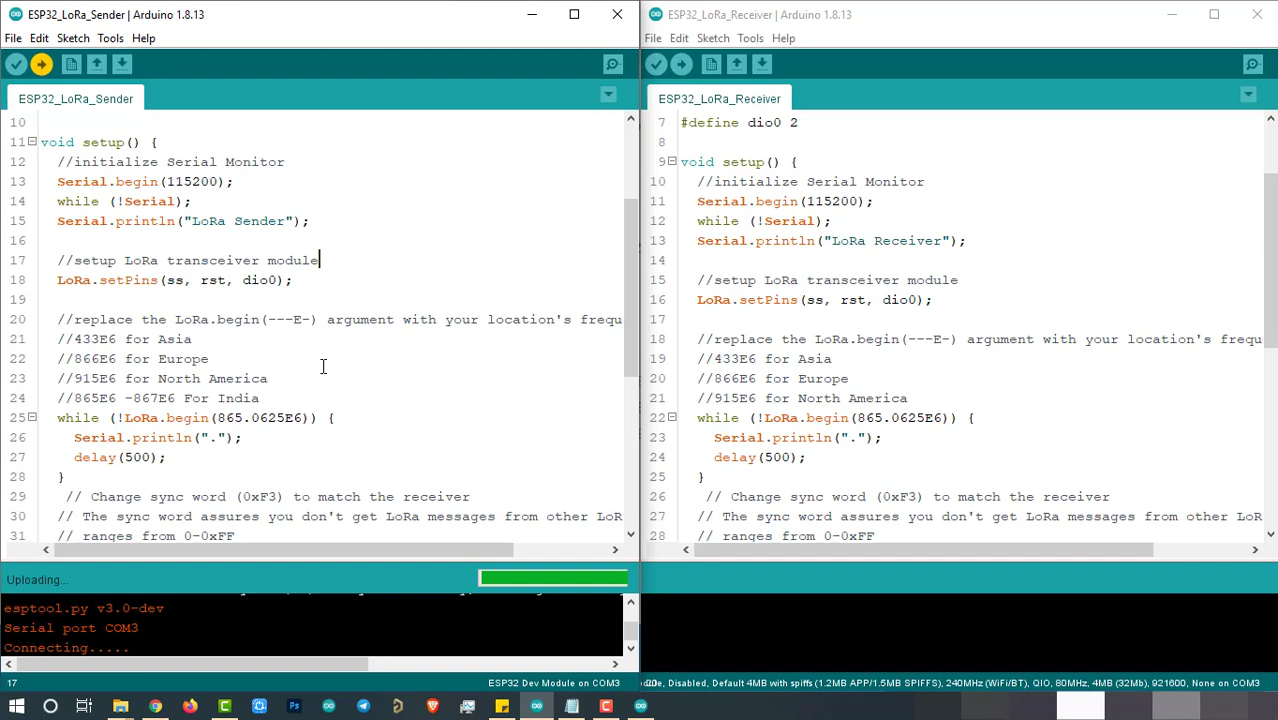 ESP32_LoRa_Sender | Arduino 1.8.13
File Edit Sketch Tools Help
ESP32_LoRa_Sender
10
11 void setup() {
12 //initialize Serial Monitor
13 Serial.begin(115200);
14 while (!Serial);
15 Serial.println("LoRa Sender");
16
17 //setup LoRa transceiver module
18 LoRa.setPins(ss, rst, dio0);
19
20 //replace the LoRa.begin(---E-) argument with your location's frequ
21 //433E6 for Asia
22 //866E6 for Europe
23 //915E6 for North America
24 //865E6 -867E6 For India
25 while (!LoRa.begin(865.0625E6)) {
26 Serial.println(".");
27 delay(500);
28 }
29 // Change sync word (0xF3) to match the receiver
30 // The sync word assures you don't get LoRa messages from other LoR
31 // ranges from 0-0xFF
Uploading...
esptool.py v3.0-dev
Serial port COM3
Connecting.....
17 ESP32 Dev Module on COM3
ESP32_LoRa_Receiver | Arduino 1.8.13
File Edit Sketch Tools Help
ESP32_LoRa_Receiver
7 #define dio0 2
8
9 void setup() {
10 //initialize Serial Monitor
11 Serial.begin(115200);
12 while (!Serial);
13 Serial.println("LoRa Receiver");
14
15 //setup LoRa transceiver module
16 LoRa.setPins(ss, rst, dio0);
17
18 //replace the LoRa.begin(---E-) argument with your location's frequ
19 //433E6 for Asia
20 //866E6 for Europe
21 //915E6 for North America
22 while (!LoRa.begin(865.0625E6)) {
23 Serial.println(".");
24 delay(500);
25 }
26 // Change sync word (0xF3) to match the receiver
27 // The sync word assures you don't get LoRa messages from other LoR
28 // ranges from 0-0xFF
Disabled, Default 4MB with spiffs (1.2MB APP/1.5MB SPIFFS), 240MHz (WiFi/BT), QIO, 80MHz, 4MB (32Mb), 921600, None on COM3